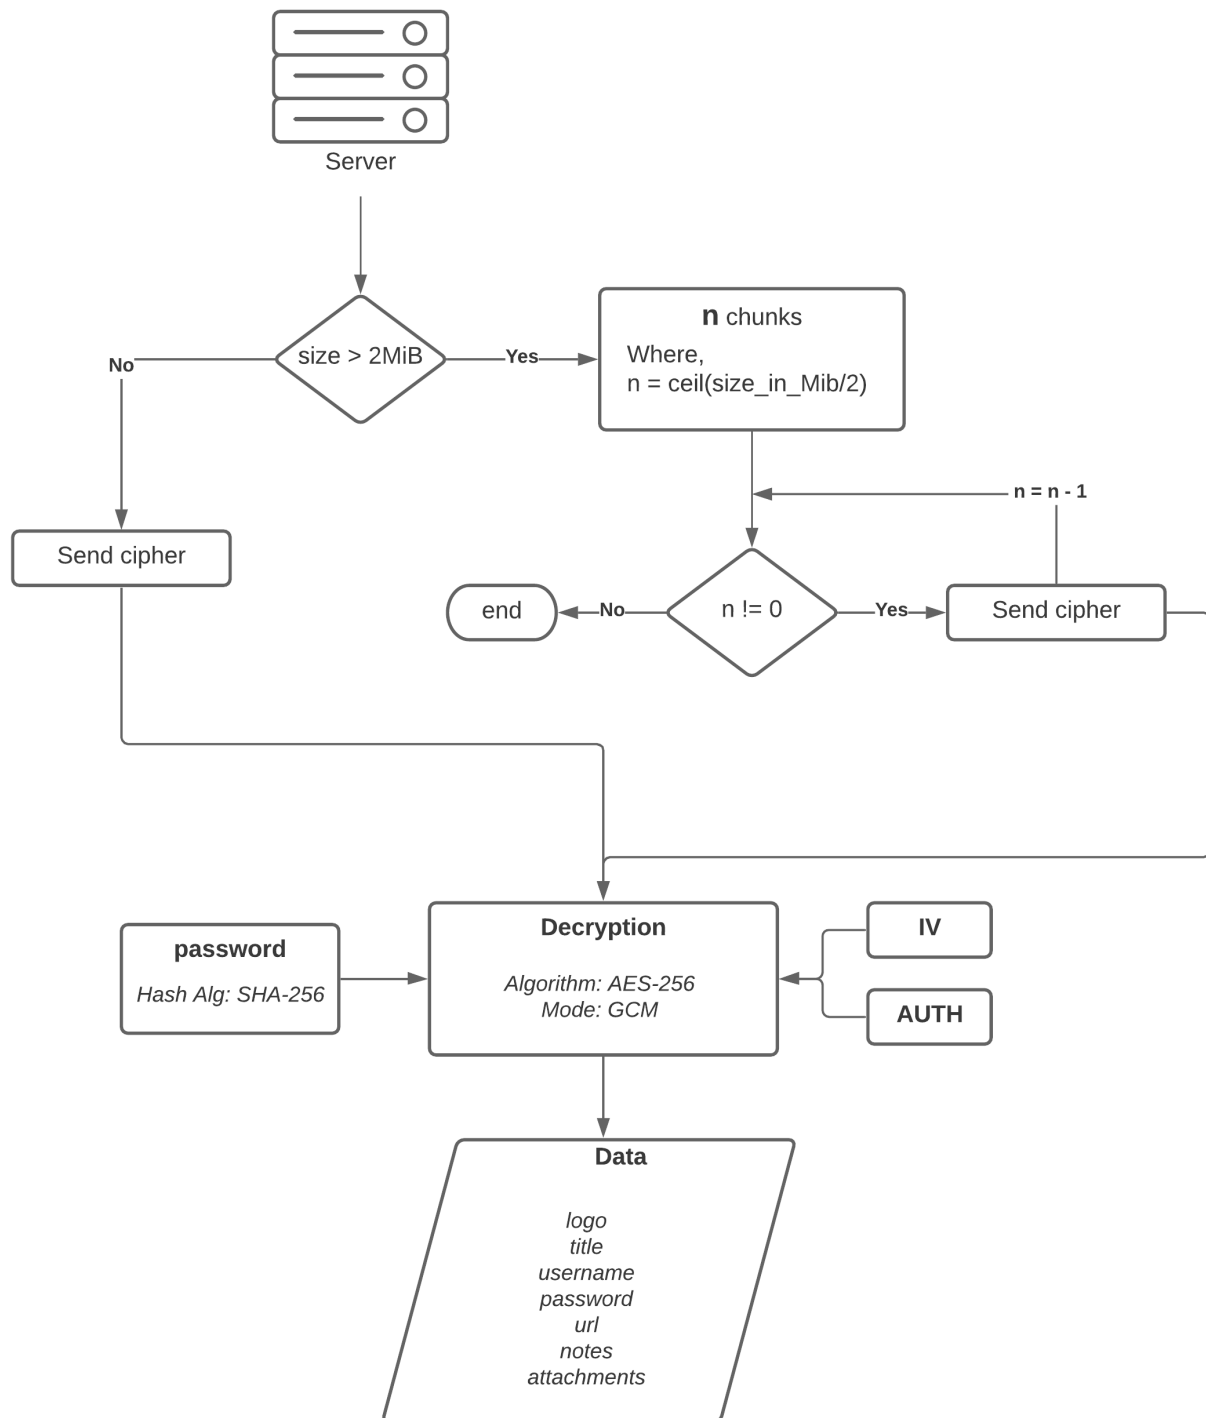 Server
size > 2MiB
No
Yes
n chunks
Where,
n = ceil(size_in_Mib/2)
n = n - 1
Send cipher
end
No
n != 0
Yes
Send cipher
password
Hash Alg: SHA-256
Decryption
Algorithm: AES-256
Mode: GCM
IV
AUTH
Data
logo
title
username
password
url
notes
attachments